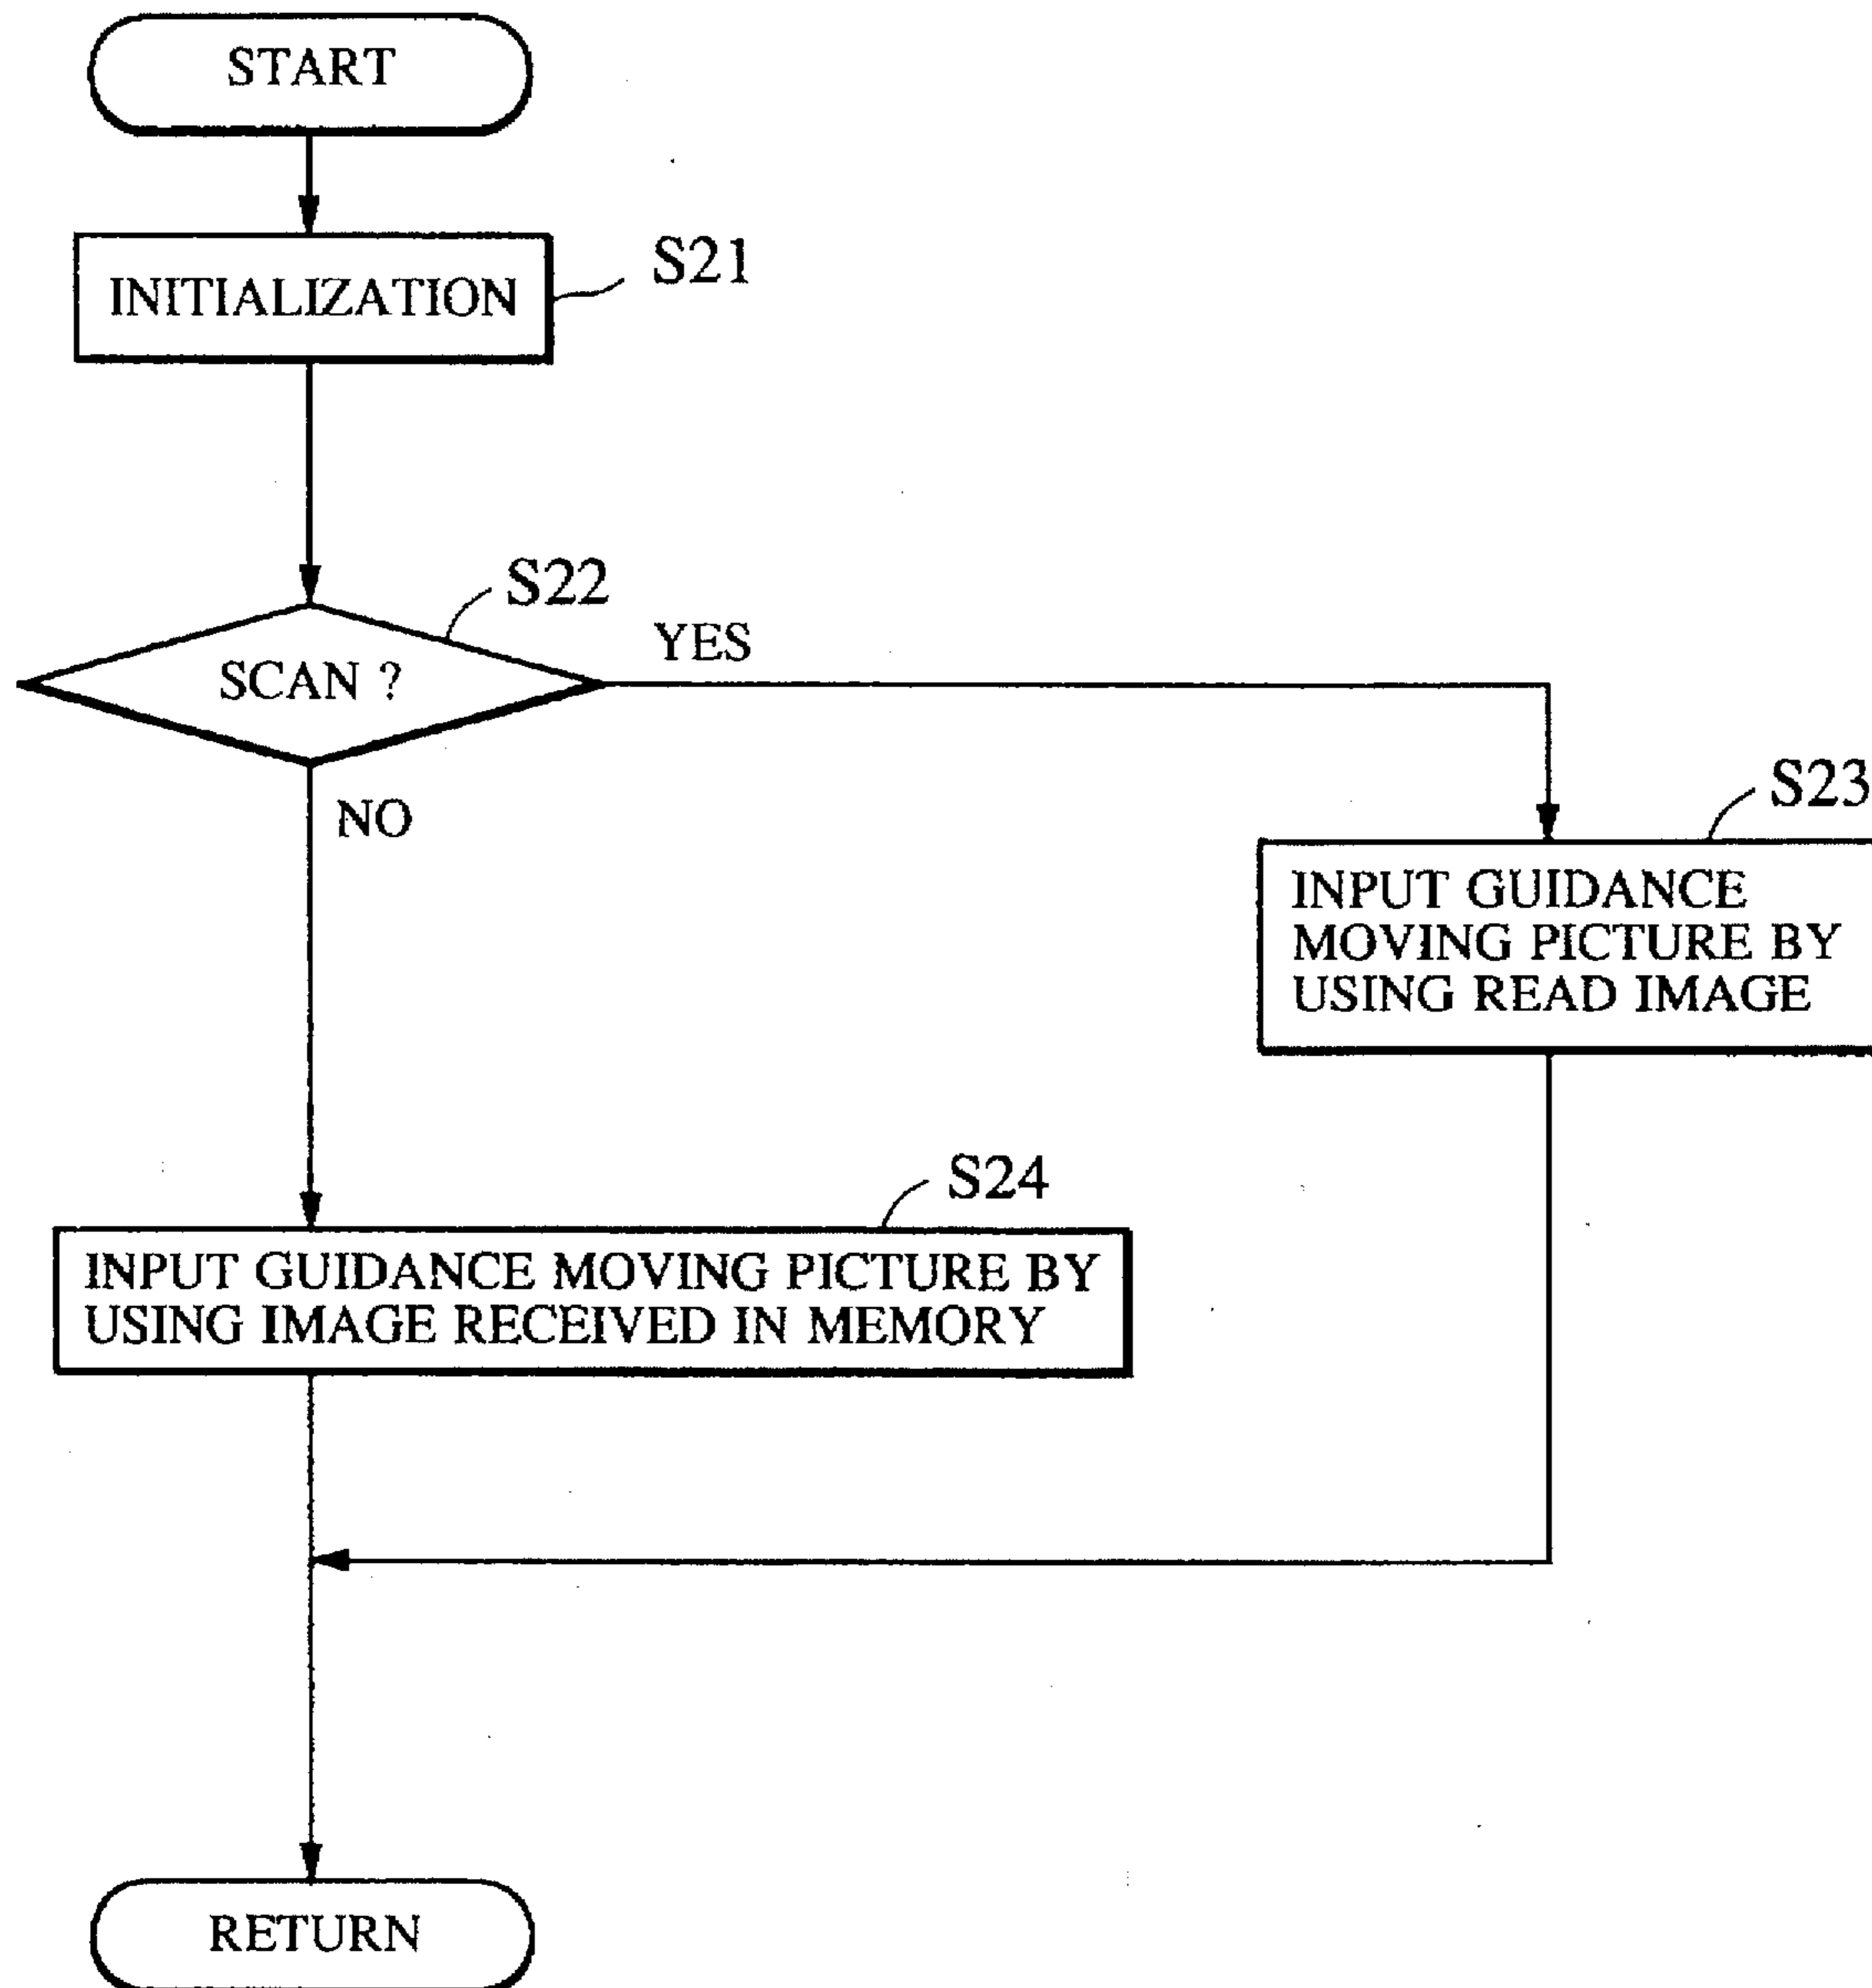 START
INITIALIZATION
S21
SCAN ?
S22
YES
NO
S23
INPUT GUIDANCE
MOVING PICTURE BY
USING READ IMAGE
S24
INPUT GUIDANCE MOVING PICTURE BY
USING IMAGE RECEIVED IN MEMORY
RETURN